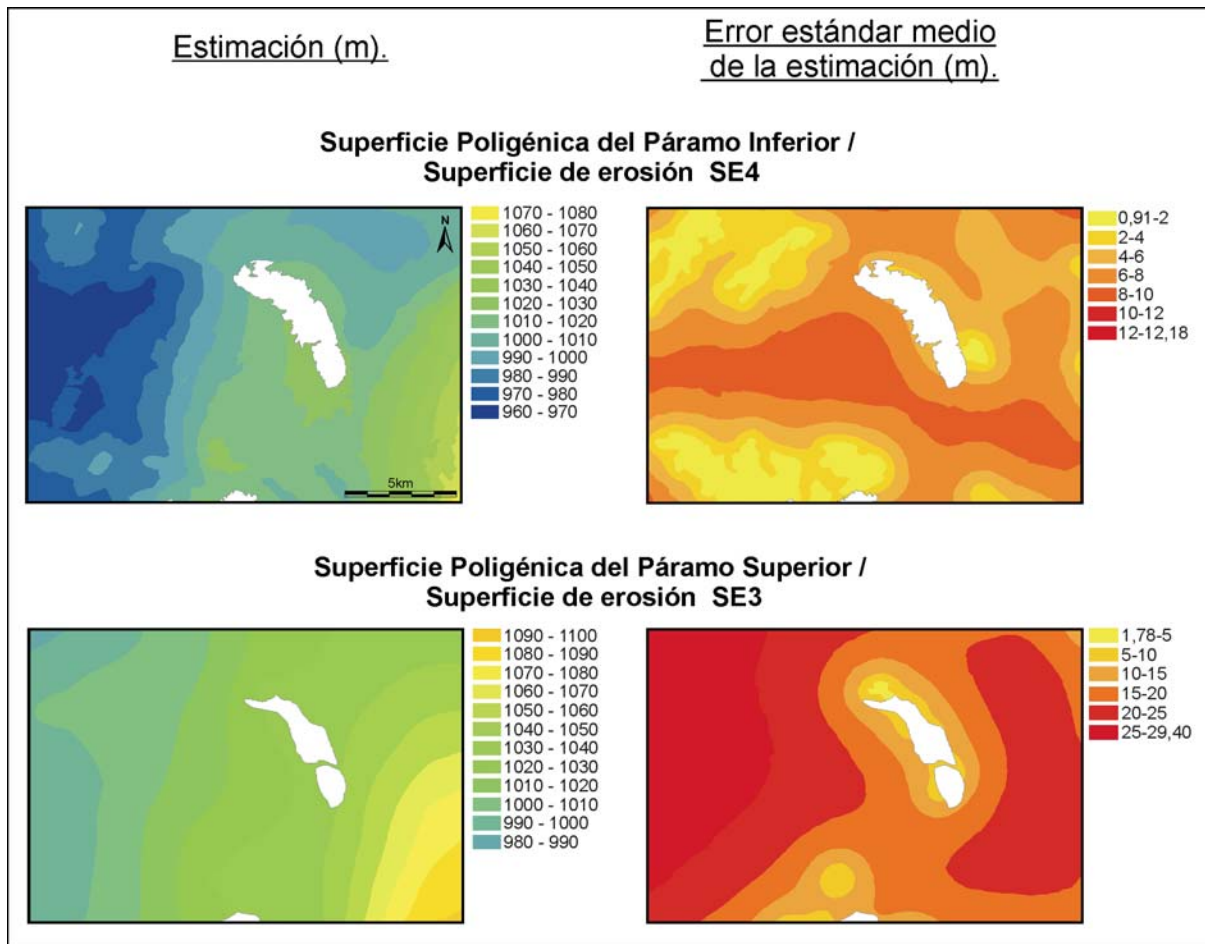 Estimación (m).
Error estándar medio
de la estimación (m).
Superficie Poligénica del Páramo Inferior /
Superficie de erosión SE4
N
1070 - 1080
1060 - 1070
1050 - 1060
1040 - 1050
1030 - 1040
1020 - 1030
1010 - 1020
1000 - 1010
990 - 1000
980 - 990
970 - 980
960 - 970
5km
0,91-2
2-4
4-6
6-8
8-10
10-12
12-12,18
Superficie Poligénica del Páramo Superior /
Superficie de erosión SE3
1090 - 1100
1080 - 1090
1070 - 1080
1060 - 1070
1050 - 1060
1040 - 1050
1030 - 1040
1020 - 1030
1010 - 1020
1000 - 1010
990 - 1000
980 - 990
1,78-5
5-10
10-15
15-20
20-25
25-29,40